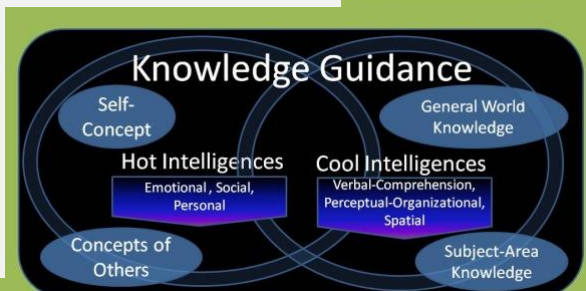 Knowledge Guidance
Self-
Concept
General World
Knowledge
Hot Intelligences
Emotional, Social,
Personal
Cool Intelligences
Verbal-Comprehension,
Perceptual-Organizational,
Spatial
Concepts of
Others
Subject-Area
Knowledge